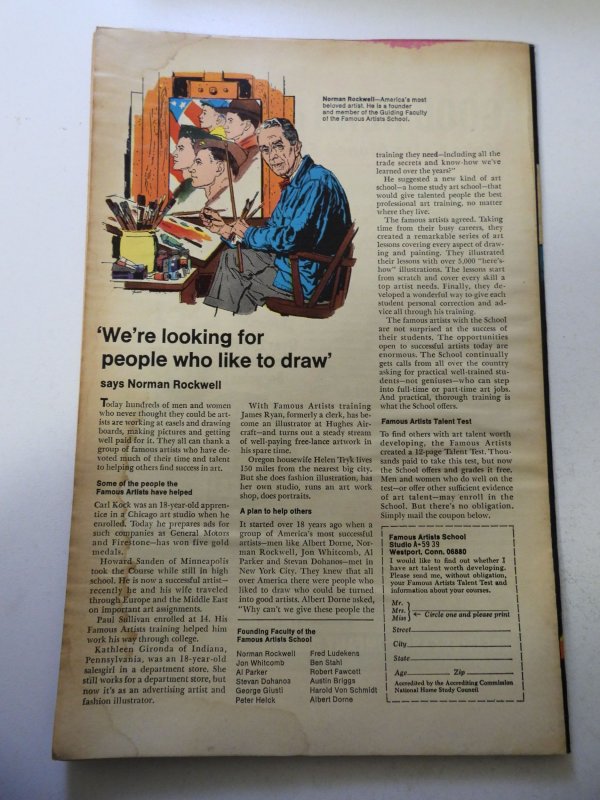 Norman Rockwell—America's most
beloved artist. He is a founder
and member of the Guiding Faculty
of the Famous Artists School.
'We're looking for
people who like to draw'
says Norman Rockwell
Today hundreds of men and women
who never thought they could be art-
ists are working at easels and drawing
boards, making pictures and getting
well paid for it. They all can thank a
group of famous artists who have de-
voted much of their time and talent
to helping others find success in art.
Some of the people the
Famous Artists have helped
Carl Kock was an 18-year-old appren-
tice in a Chicago art studio when he
enrolled. Today he prepares ads for
such companies as General Motors
and Firestone—has won five gold
medals.
Howard Sanden of Minneapolis
took the Course while still in high
school. He is now a successful artist—
recently he and his wife traveled
through Europe and the Middle East
on important art assignments.
Paul Sullivan enrolled at 14. His
Famous Artists training helped him
work his way through college.
Kathleen Gironda of Indiana,
Pennsylvania, was an 18-year-old
salesgirl in a department store. She
still works for a department store, but
now it's as an advertising artist and
fashion illustrator.
With Famous Artists training
James Ryan, formerly a clerk, has be-
come an illustrator at Hughes Air-
craft—and turns out a steady stream
of well-paying free-lance artwork in
his spare time.
Oregon housewife Helen Tryk lives
150 miles from the nearest big city.
But she does fashion illustration, has
her own studio, runs an art work
shop, does portraits.
A plan to help others
It started over 18 years ago when a
group of America's most successful
artists—men like Albert Dorne, Nor-
man Rockwell, Jon Whitcomb, Al
Parker and Stevan Dohanos—met in
New York City. They knew that all
over America there were people who
liked to draw who could be turned
into good artists. Albert Dorne asked,
"Why can't we give these people the
Founding Faculty of the
Famous Artists School
Norman Rockwell
Jon Whitcomb
Al Parker
Stevan Dohanos
George Giusti
Peter Helck
Fred Ludekens
Ben Stahl
Robert Fawcett
Austin Briggs
Harold Von Schmidt
Albert Dorne
training they need—including all the
trade secrets and know-how we've
learned over the years?"
He suggested a new kind of art
school—a home study art school—that
would give talented people the best
professional art training, no matter
where they live.
The famous artists agreed. Taking
time from their busy careers, they
created a remarkable series of art
lessons covering every aspect of draw-
ing and painting. They illustrated
their lessons with over 5,000 "here's-
how" illustrations. The lessons start
from scratch and cover every skill a
top artist needs. Finally, they de-
veloped a wonderful way to give each
student personal correction and ad-
vice all through his training.
The famous artists with the School
are not surprised at the success of
their students. The opportunities
open to successful artists today are
enormous. The School continually
gets calls from all over the country
asking for practical well-trained stu-
dents—not geniuses—who can step
into full-time or part-time art jobs.
And practical, thorough training is
what the School offers.
Famous Artists Talent Test
To find others with art talent worth
developing, the Famous Artists
created a 12-page Talent Test. Thou-
sands paid to take this test, but now
the School offers and grades it free.
Men and women who do well on the
test—or offer other sufficient evidence
of art talent—may enroll in the
School. But there's no obligation.
Simply mail the coupon below.
Famous Artists School
Studio A-5939
Westport, Conn. 06880
I would like to find out whether I
have art talent worth developing.
Please send me, without obligation,
your Famous Artists Talent Test and
information about your courses.
Mr.
Mrs. ← Circle one and please print
Miss
Street
City
State
Age Zip
Accredited by the Accrediting Commission
National Home Study Council